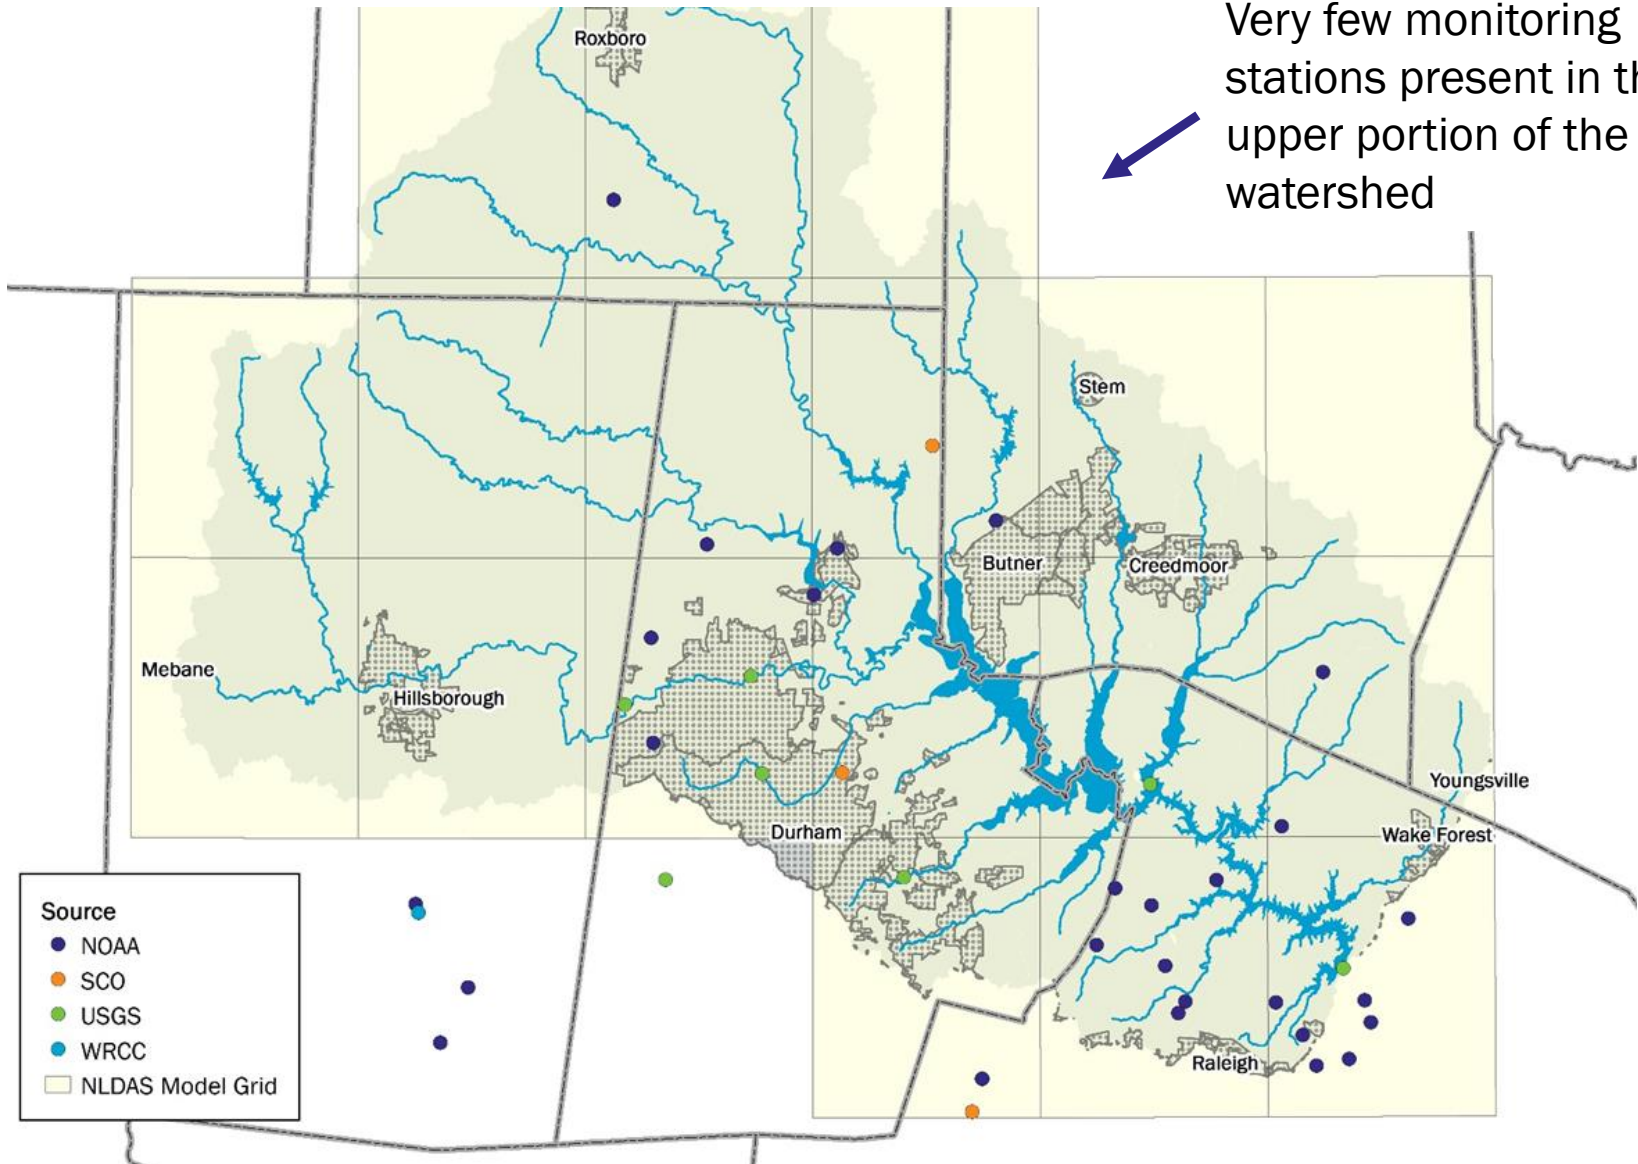 Very few monitoring
stations present in th
upper portion of the
watershed
Roxboro
Stem
Butner
Creedmoor
Mebane
Hillsborough
Youngsville
Durham
Wake Forest
Raleigh
Source
NOAA
SCO
USGS
WRCC
NLDAS Model Grid